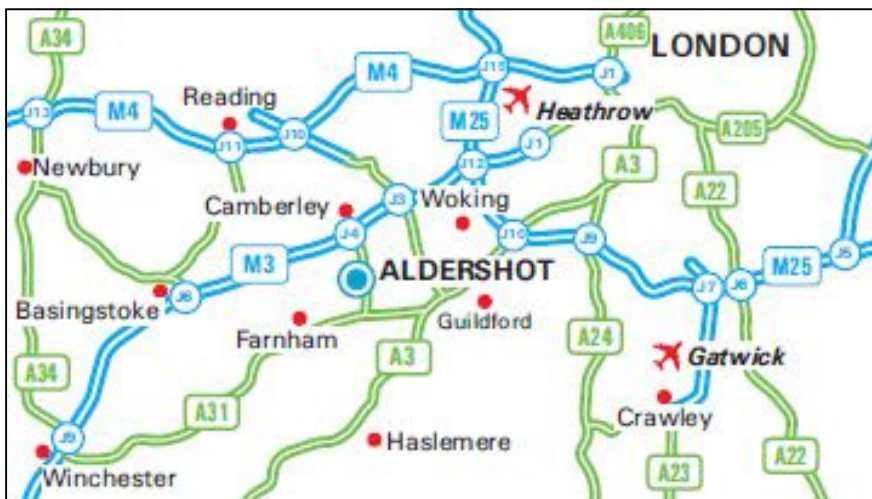 A34
A406
LONDON
M4
J15
J1
Reading
Heathrow
J13
M4
J10
M25
A205
J11
J1
Newbury
J12
A3
A22
Camberley
J3
Woking
J4
J10
J9
M3
ALDERSHOT
J5
M25
Basingstoke
J6
J7
J6
Guildford
Farnham
A24
A3
Gatwick
A34
A31
Crawley
J9
Haslemere
Winchester
A23
A22